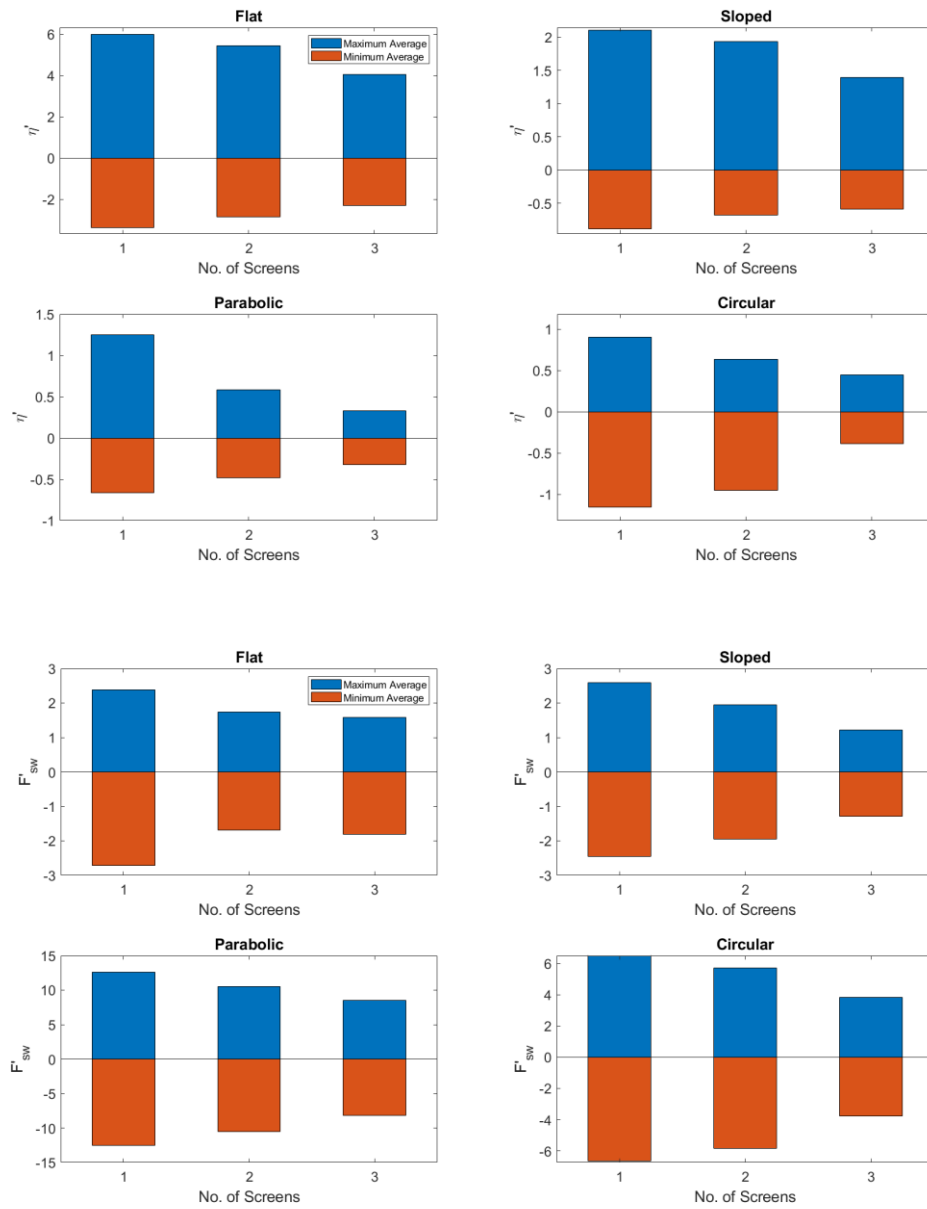 Flat
6
4
2
0
-2
η'
Maximum Average
Minimum Average
1 2 3
No. of Screens
Sloped
2
1.5
1
0.5
0
-0.5
η'
1 2 3
No. of Screens
Parabolic
1.5
1
0.5
0
-0.5
-1
η'
1 2 3
No. of Screens
Circular
1
0.5
0
-0.5
-1
η'
1 2 3
No. of Screens
Flat
3
2
1
0
-1
-2
-3
F'sw
Maximum Average
Minimum Average
1 2 3
No. of Screens
Sloped
3
2
1
0
-1
-2
-3
F'sw
1 2 3
No. of Screens
Parabolic
15
10
5
0
-5
-10
-15
F'sw
1 2 3
No. of Screens
Circular
6
4
2
0
-2
-4
-6
F'sw
1 2 3
No. of Screens